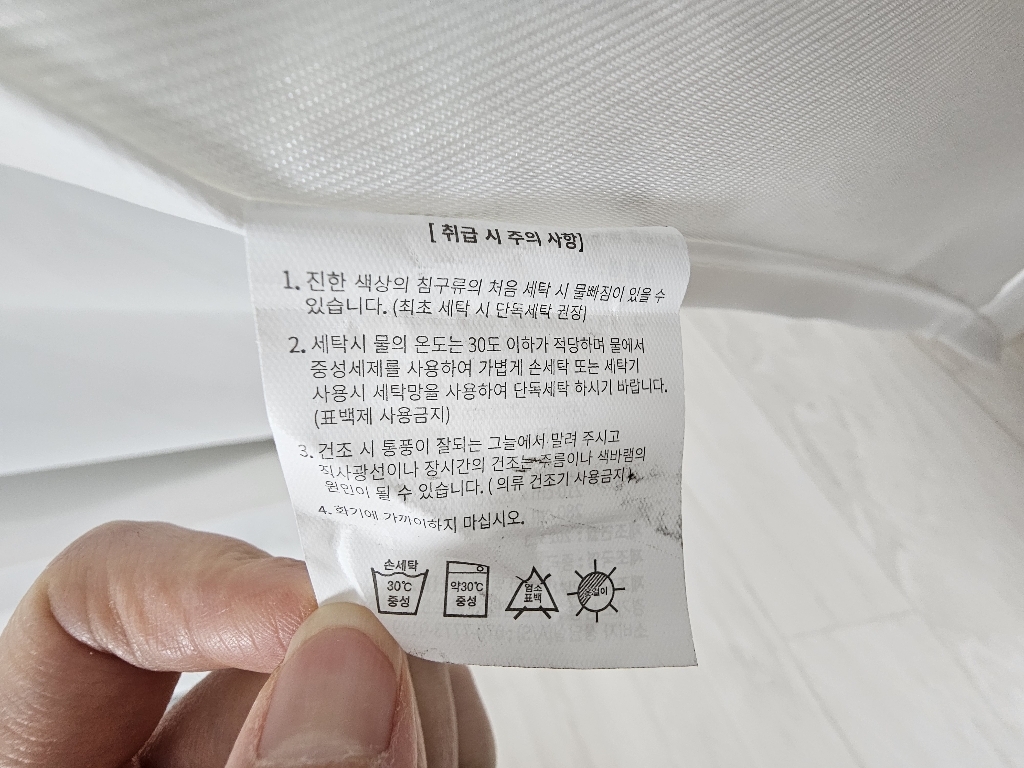 [ 취급 시 주의 사항]
1. 진한 색상의 침구류의 처음 세탁 시 물빠짐이 있을 수
있습니다. (최초 세탁 시 단독세탁 권장)
2. 세탁시 물의 온도는 30도 이하가 적당하며 물에서
중성세제를 사용하여 가볍게 손세탁 또는 세탁기
사용시 세탁망을 사용하여 단독세탁 하시기 바랍니다.
(표백제 사용금지)
3. 건조 시 통풍이 잘되는 그늘에서 말려 주시고
직사광선이나 장시간의 건조는 주름이나 색바램의
원인이 될 수 있습니다. ( 의류 건조기 사용금지)
4. 화기에 가까이하지 마십시오.
손세탁
30℃ 약30℃ 염소 옷걸이
중성 중성 표백